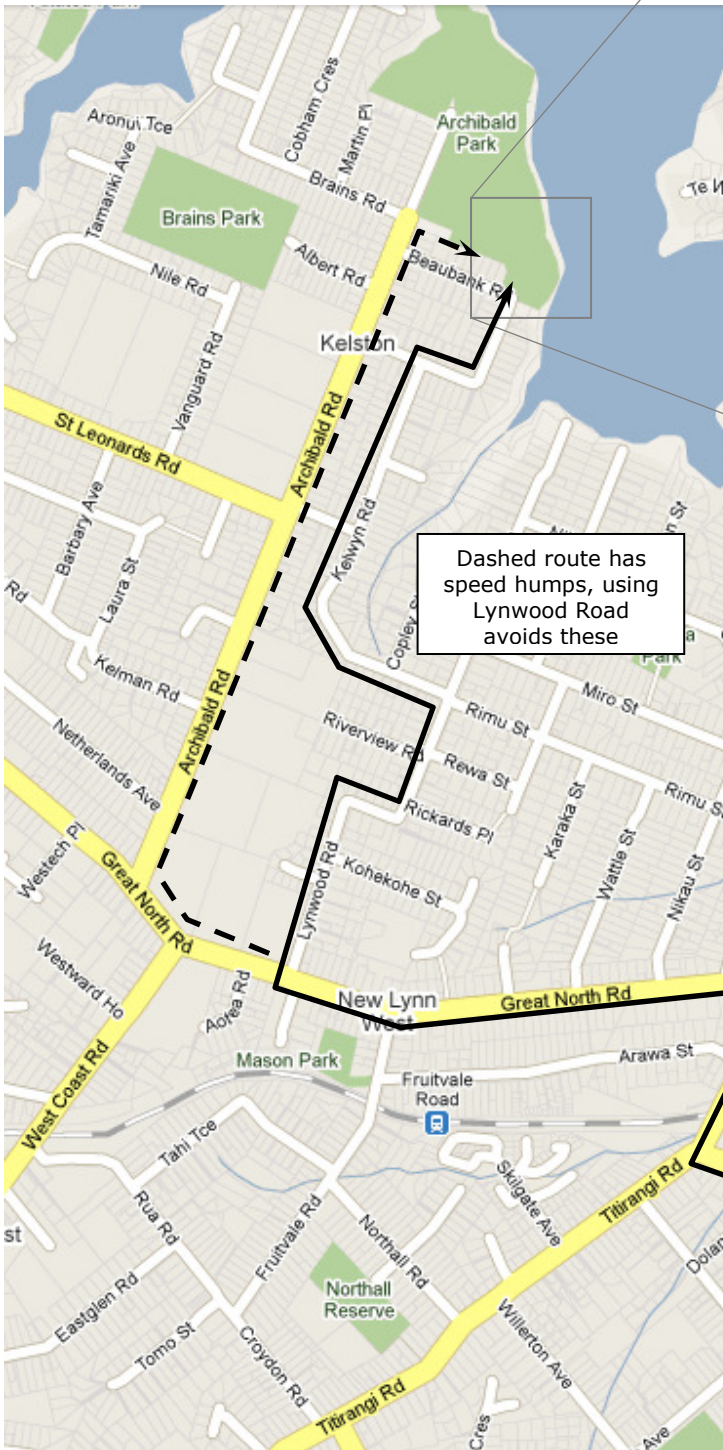 Aronui Tce
Tamariki Ave
Cobham Cres
Martin Pl
Archibald
Park
Brains Rd
Brains Park
Te
Albert Rd
Beaubank R
Nile Rd
Vanguard Rd
Kelston
St Leonards Rd
Archibald Rd
Barbary Ave
Laura St
Kelwyn Rd
Dashed route has
speed humps, using
Lynwood Road
avoids these
Copley S
n St
Park
Rd
Kelman Rd
Archibald Rd
Miro St
Rimu St
Netherlands Ave
Riverview Rd
Rewa St
Rimu S
Rickards Pl
Karaka St
Wattle St
Nikau St
Westech Pl
Great North Rd
Lynwood Rd
Kohekohe St
Westward Ho
Aotea Rd
New Lynn
West
Great North Rd
Mason Park
Arawa St
West Coast Rd
Fruitvale
Road
Tahi Tce
Skilgate Ave
Titirangi Rd
Rua Rd
Fruitvale Rd
Northall Rd
st
Dolan
Northall
Reserve
Eastglen Rd
Tomo St
Croydon Rd
Willerton Ave
Titirangi Rd
Cres
Ave